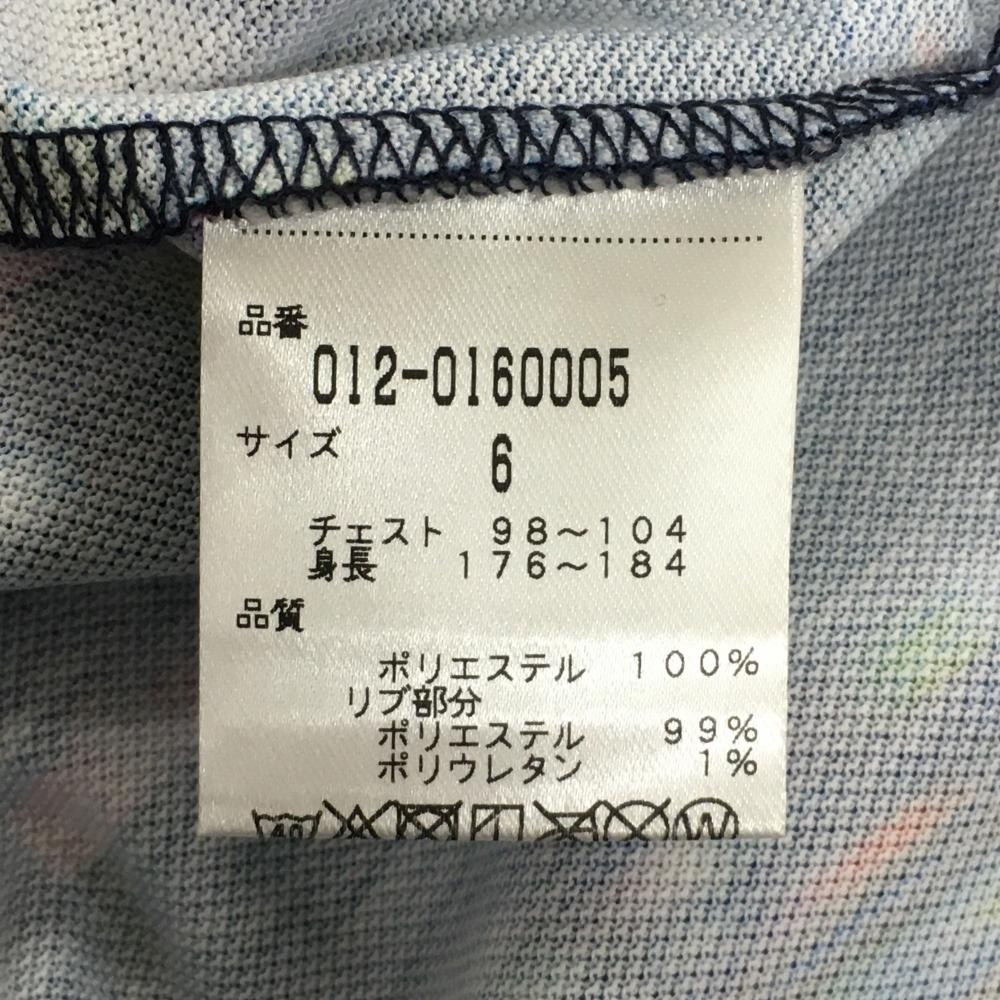 品番
012-0160005
サイズ 6
チェスト 98〜104
身長 176〜184
品質
ポリエステル 100%
リブ部分
ポリエステル 99%
ポリウレタン 1%
40 W